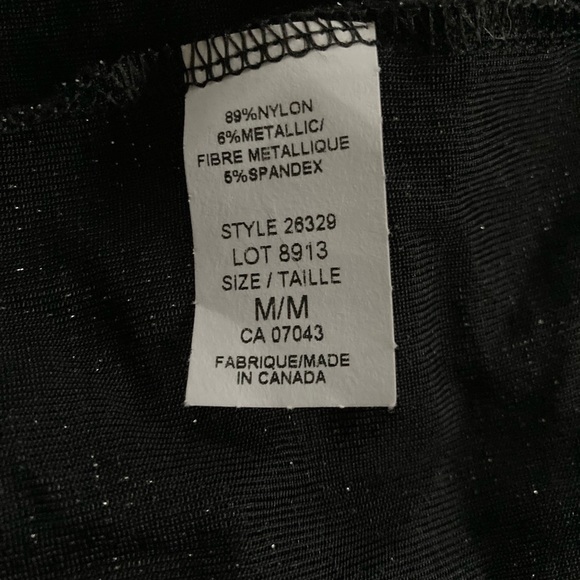 89%NYLON
6%METALLIC/
FIBRE METALLIQUE
5%SPANDEX
STYLE 26329
LOT 8913
SIZE / TAILLE
M/M
CA 07043
FABRIQUE/MADE
IN CANADA